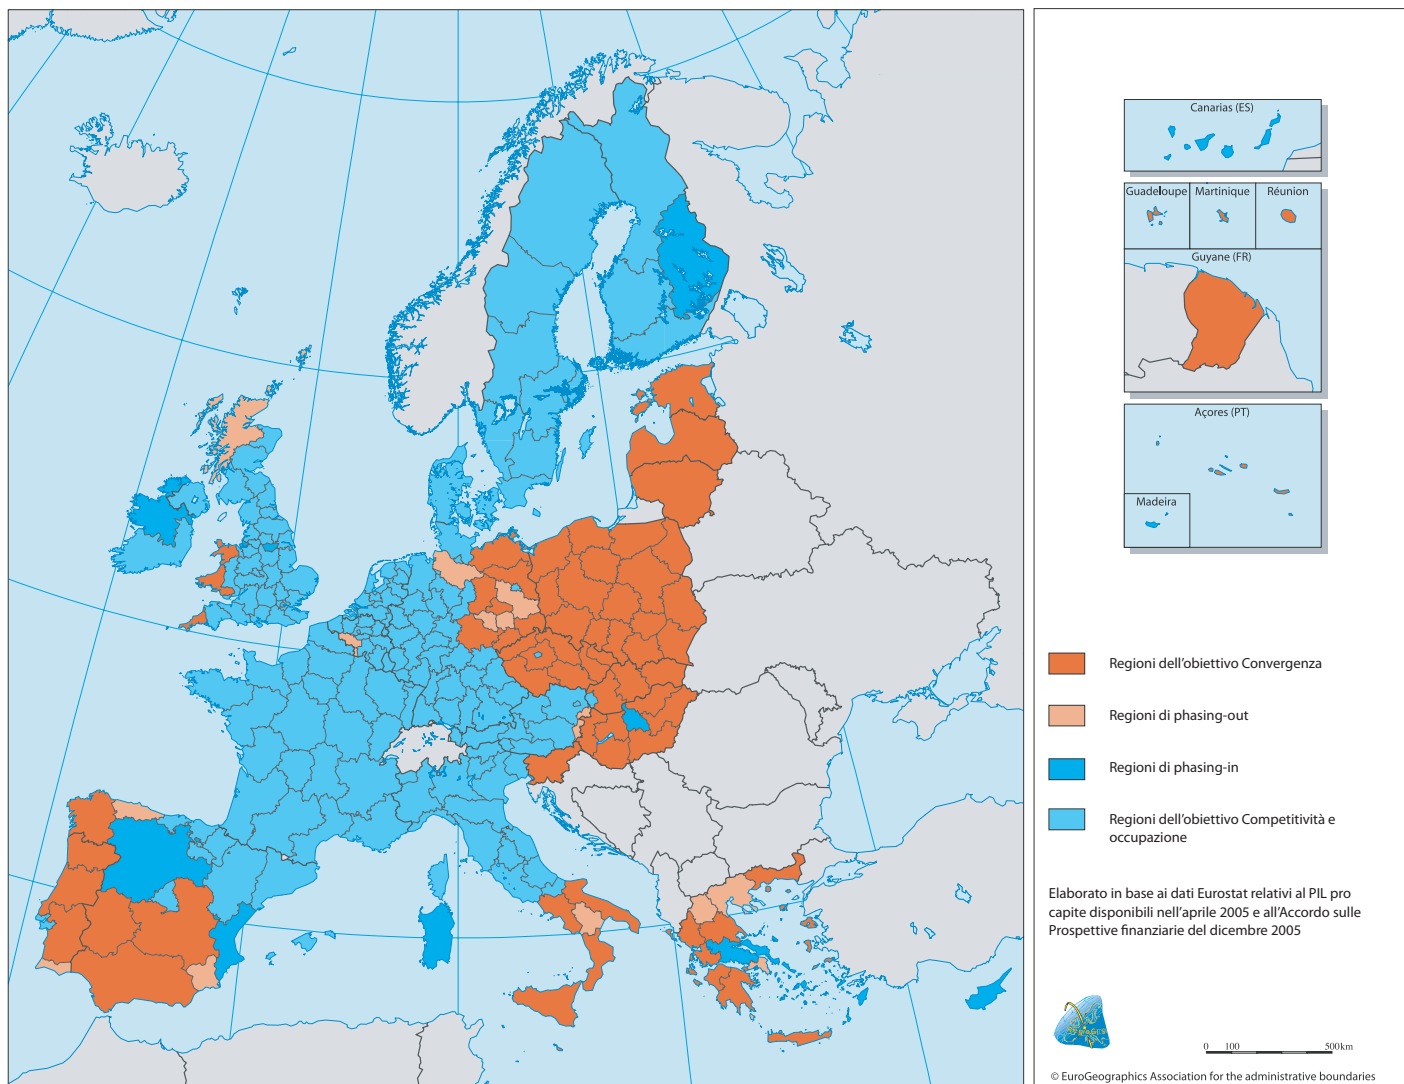 Canarias (ES)
Guadeloupe
Martinique
Réunion
Guyane (FR)
Açores (PT)
Madeira
Regioni dell'obiettivo Convergenza
Regioni di phasing-out
Regioni di phasing-in
Regioni dell'obiettivo Competitività e
occupazione
Elaborato in base ai dati Eurostat relativi al PIL pro
capite disponibili nell'aprile 2005 e all'Accordo sulle
Prospettive finanziarie del dicembre 2005
0 100 500km
© EuroGeographics Association for the administrative boundaries